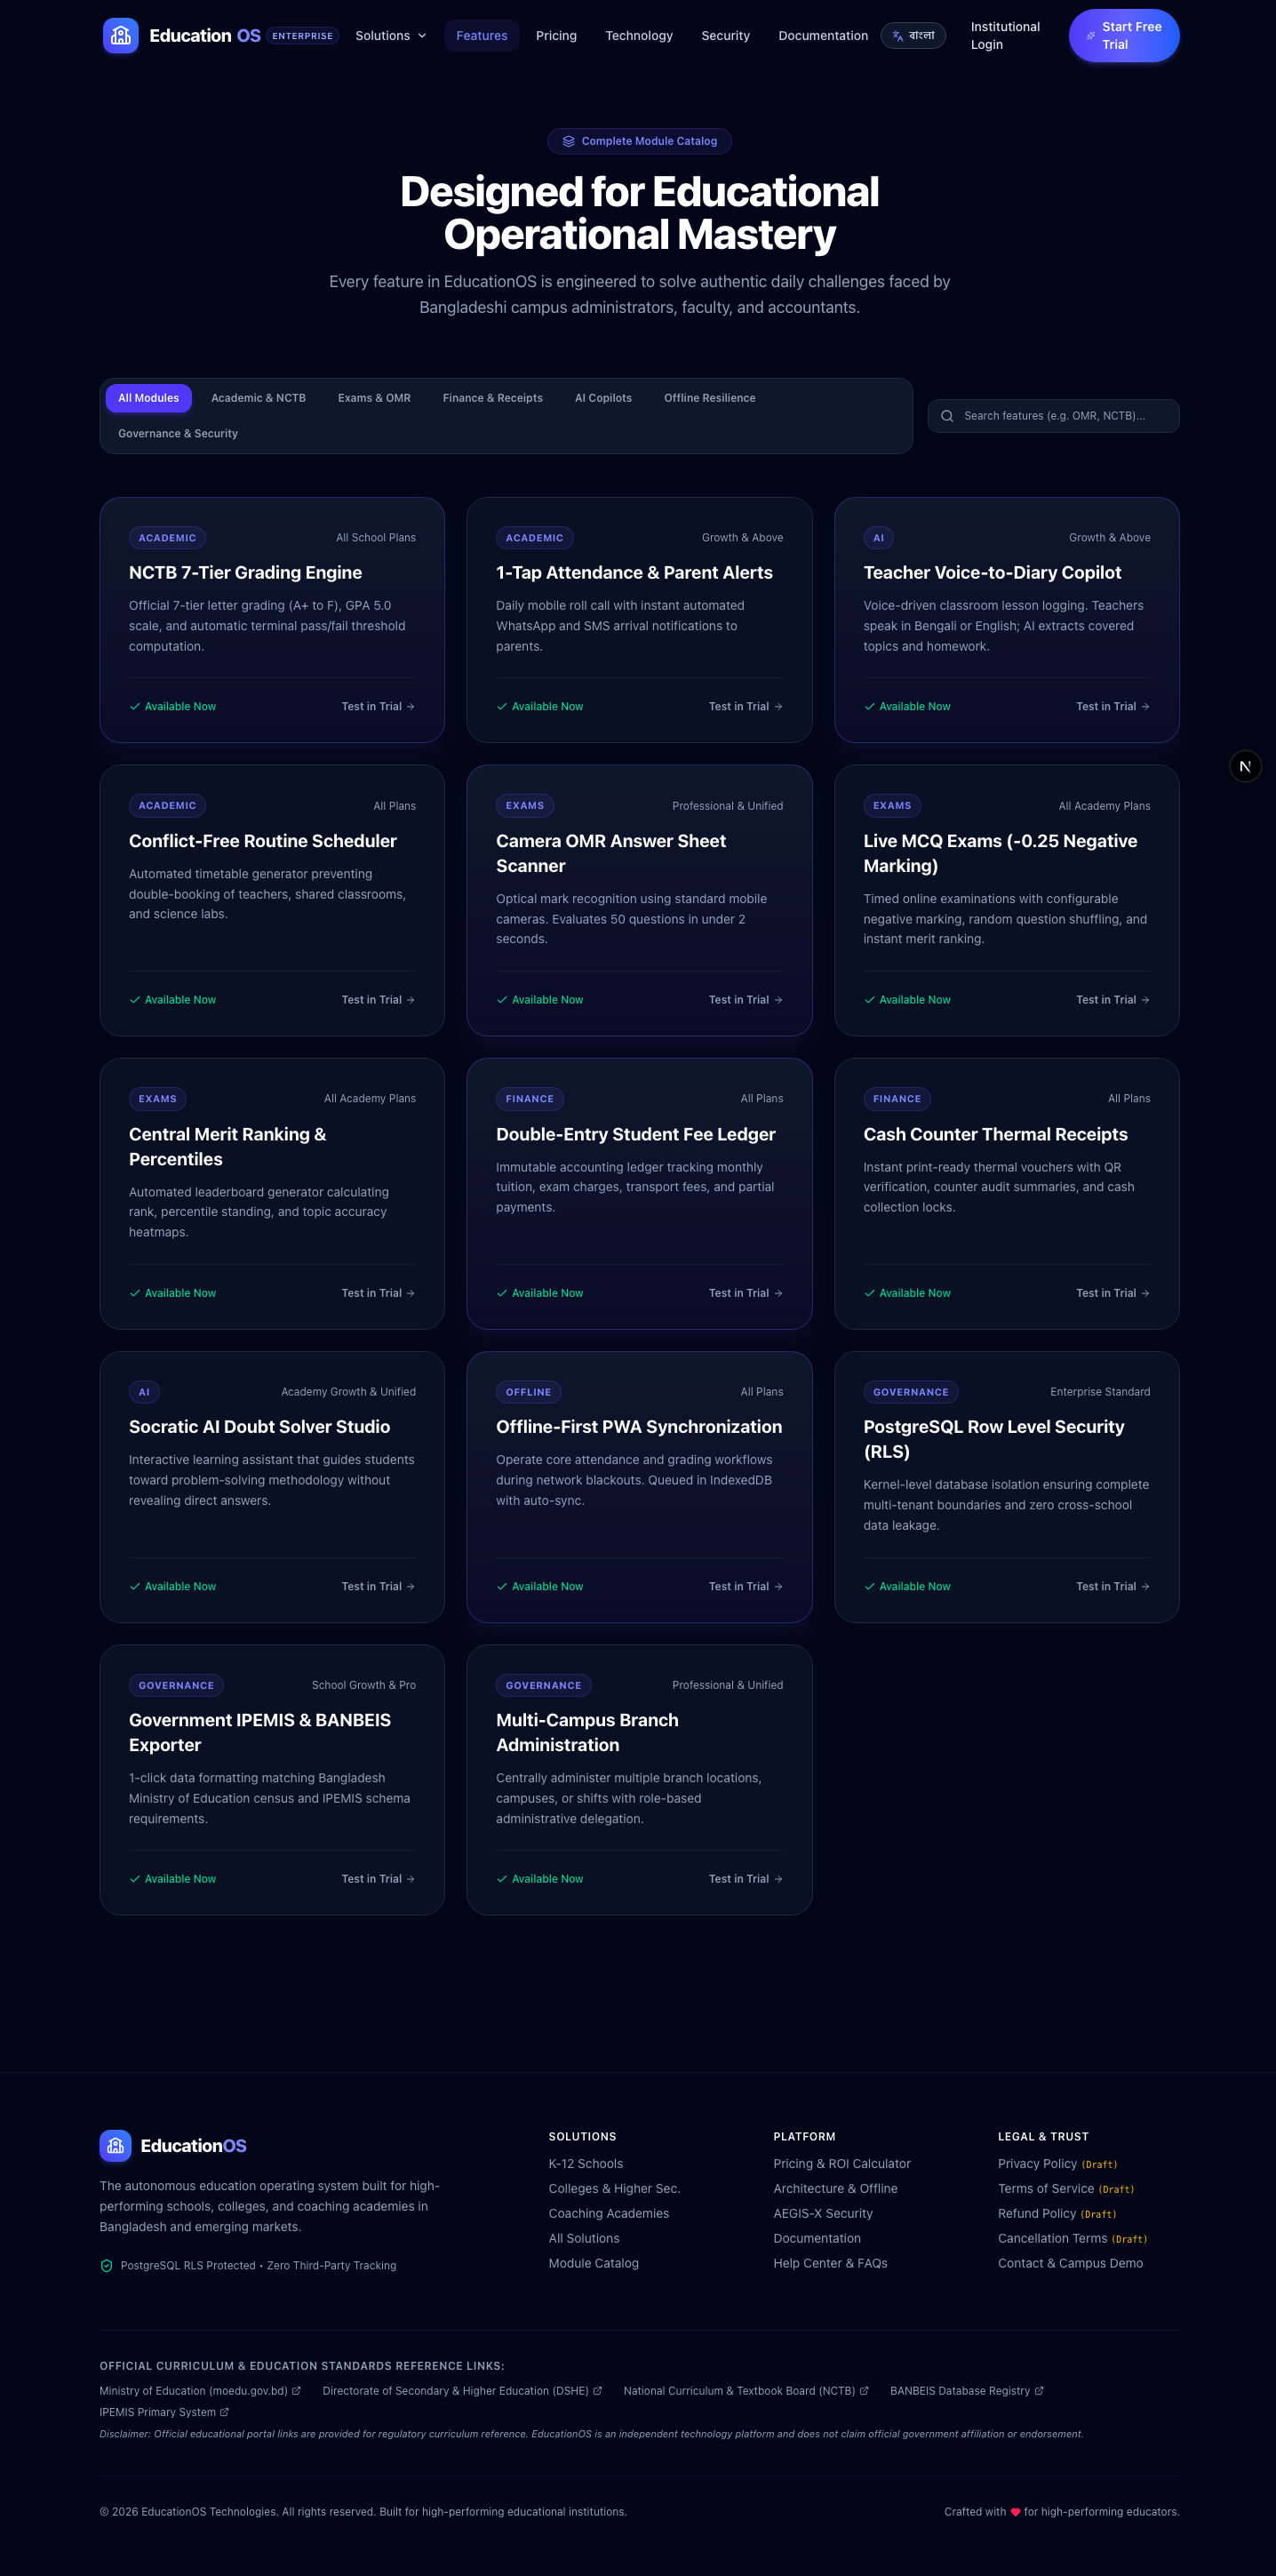 Education OS ENTERPRISE Solutions Features Pricing Technology Security Documentation বাংলা Institutional Login Start Free Trial
Complete Module Catalog
Designed for Educational
Operational Mastery
Every feature in EducationOS is engineered to solve authentic daily challenges faced by
Bangladeshi campus administrators, faculty, and accountants.
All Modules Academic & NCTB Exams & OMR Finance & Receipts AI Copilots Offline Resilience
Governance & Security
Search features (e.g. OMR, NCTB)...
ACADEMIC All School Plans
NCTB 7-Tier Grading Engine
Official 7-tier letter grading (A+ to F), GPA 5.0
scale, and automatic terminal pass/fail threshold
computation.
Available Now Test in Trial
ACADEMIC Growth & Above
1-Tap Attendance & Parent Alerts
Daily mobile roll call with instant automated
WhatsApp and SMS arrival notifications to
parents.
Available Now Test in Trial
AI Growth & Above
Teacher Voice-to-Diary Copilot
Voice-driven classroom lesson logging. Teachers
speak in Bengali or English; AI extracts covered
topics and homework.
Available Now Test in Trial
ACADEMIC All Plans
Conflict-Free Routine Scheduler
Automated timetable generator preventing
double-booking of teachers, shared classrooms,
and science labs.
Available Now Test in Trial
EXAMS Professional & Unified
Camera OMR Answer Sheet
Scanner
Optical mark recognition using standard mobile
cameras. Evaluates 50 questions in under 2
seconds.
Available Now Test in Trial
EXAMS All Academy Plans
Live MCQ Exams (-0.25 Negative
Marking)
Timed online examinations with configurable
negative marking, random question shuffling, and
instant merit ranking.
Available Now Test in Trial
EXAMS All Academy Plans
Central Merit Ranking &
Percentiles
Automated leaderboard generator calculating
rank, percentile standing, and topic accuracy
heatmaps.
Available Now Test in Trial
FINANCE All Plans
Double-Entry Student Fee Ledger
Immutable accounting ledger tracking monthly
tuition, exam charges, transport fees, and partial
payments.
Available Now Test in Trial
FINANCE All Plans
Cash Counter Thermal Receipts
Instant print-ready thermal vouchers with QR
verification, counter audit summaries, and cash
collection locks.
Available Now Test in Trial
AI Academy Growth & Unified
Socratic AI Doubt Solver Studio
Interactive learning assistant that guides students
toward problem-solving methodology without
revealing direct answers.
Available Now Test in Trial
OFFLINE All Plans
Offline-First PWA Synchronization
Operate core attendance and grading workflows
during network blackouts. Queued in IndexedDB
with auto-sync.
Available Now Test in Trial
GOVERNANCE Enterprise Standard
PostgreSQL Row Level Security
(RLS)
Kernel-level database isolation ensuring complete
multi-tenant boundaries and zero cross-school
data leakage.
Available Now Test in Trial
GOVERNANCE School Growth & Pro
Government IPEMIS & BANBEIS
Exporter
1-click data formatting matching Bangladesh
Ministry of Education census and IPEMIS schema
requirements.
Available Now Test in Trial
GOVERNANCE Professional & Unified
Multi-Campus Branch
Administration
Centrally administer multiple branch locations,
campuses, or shifts with role-based
administrative delegation.
Available Now Test in Trial
N
EducationOS
The autonomous education operating system built for high-
performing schools, colleges, and coaching academies in
Bangladesh and emerging markets.
PostgreSQL RLS Protected • Zero Third-Party Tracking
SOLUTIONS
K-12 Schools
Colleges & Higher Sec.
Coaching Academies
All Solutions
Module Catalog
PLATFORM
Pricing & ROI Calculator
Architecture & Offline
AEGIS-X Security
Documentation
Help Center & FAQs
LEGAL & TRUST
Privacy Policy (Draft)
Terms of Service (Draft)
Refund Policy (Draft)
Cancellation Terms (Draft)
Contact & Campus Demo
OFFICIAL CURRICULUM & EDUCATION STANDARDS REFERENCE LINKS:
Ministry of Education (moedu.gov.bd) Directorate of Secondary & Higher Education (DSHE) National Curriculum & Textbook Board (NCTB) BANBEIS Database Registry
IPEMIS Primary System
Disclaimer: Official educational portal links are provided for regulatory curriculum reference. EducationOS is an independent technology platform and does not claim official government affiliation or endorsement.
© 2026 EducationOS Technologies. All rights reserved. Built for high-performing educational institutions.
Crafted with ❤ for high-performing educators.